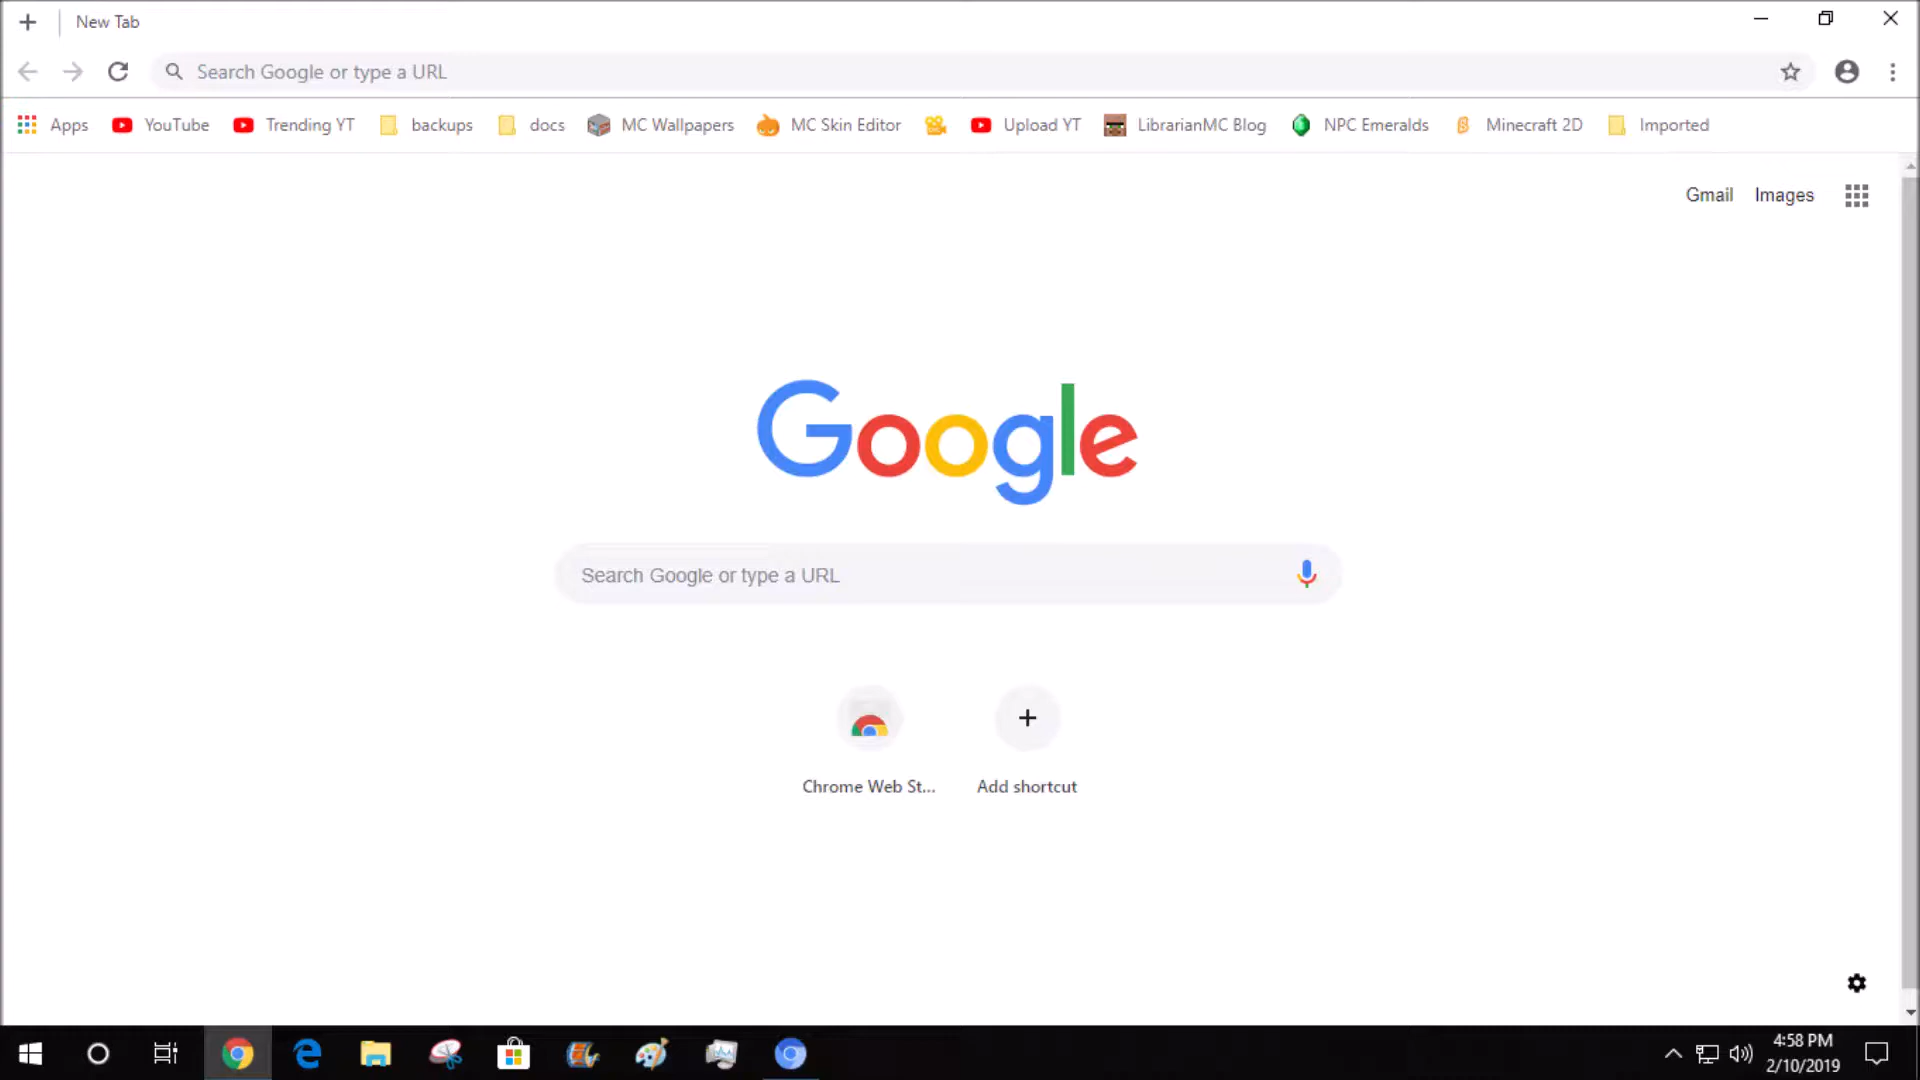 New Tab
Search Google or type a URL
Apps YouTube Trending YT backups docs MC Wallpapers MC Skin Editor Upload YT LibrarianMC Blog NPC Emeralds Minecraft 2D Imported
Gmail Images
Google
Search Google or type a URL
Chrome Web St... Add shortcut
4:58 PM
2/10/2019